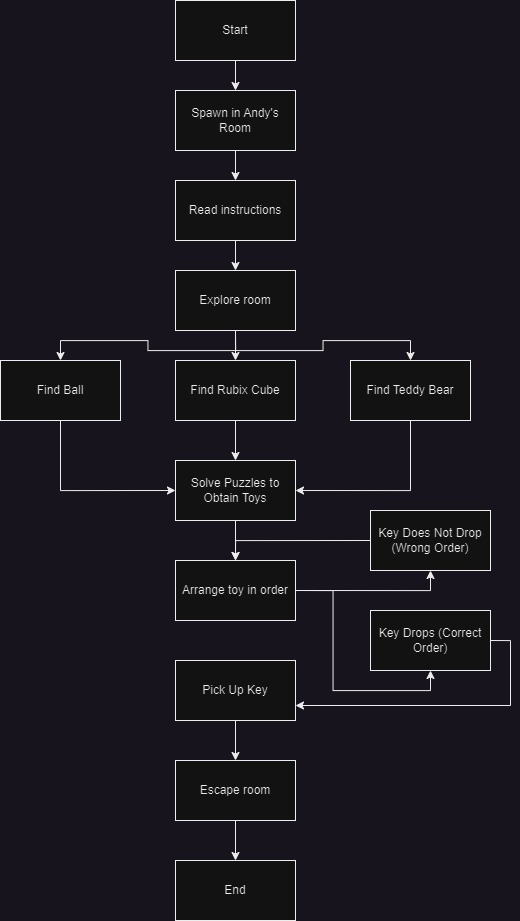 Start
Spawn in Andy's
Room
Read instructions
Explore room
Find Ball
Find Rubix Cube
Find Teddy Bear
Solve Puzzles to
Obtain Toys
Key Does Not Drop
(Wrong Order)
Arrange toy in order
Key Drops (Correct
Order)
Pick Up Key
Escape room
End